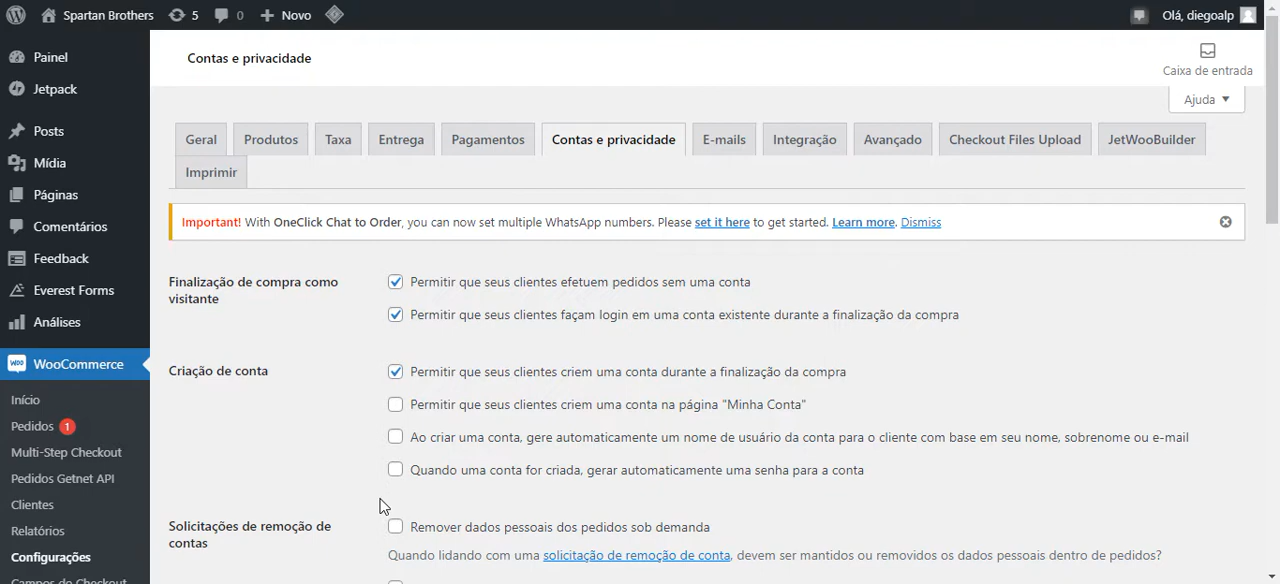 Spartan Brothers 5 0 Novo Olá, diegoalp
Painel
Jetpack
Posts
Mídia
Páginas
Comentários
Feedback
Everest Forms
Análises
WooCommerce
Início
Pedidos 1
Multi-Step Checkout
Pedidos Getnet API
Clientes
Relatórios
Configurações
Campos do Checkout
Contas e privacidade
Caixa de entrada
Ajuda
Geral Produtos Taxa Entrega Pagamentos Contas e privacidade E-mails Integração Avançado Checkout Files Upload JetWooBuilder
Imprimir
Important! With OneClick Chat to Order, you can now set multiple WhatsApp numbers. Please set it here to get started. Learn more. Dismiss
Finalização de compra como
visitante
Permitir que seus clientes efetuem pedidos sem uma conta
Permitir que seus clientes façam login em uma conta existente durante a finalização da compra
Criação de conta
Permitir que seus clientes criem uma conta durante a finalização da compra
Permitir que seus clientes criem uma conta na página "Minha Conta"
Ao criar uma conta, gere automaticamente um nome de usuário da conta para o cliente com base em seu nome, sobrenome ou e-mail
Quando uma conta for criada, gerar automaticamente uma senha para a conta
Solicitações de remoção de
contas
Remover dados pessoais dos pedidos sob demanda
Quando lidando com uma solicitação de remoção de conta, devem ser mantidos ou removidos os dados pessoais dentro de pedidos?